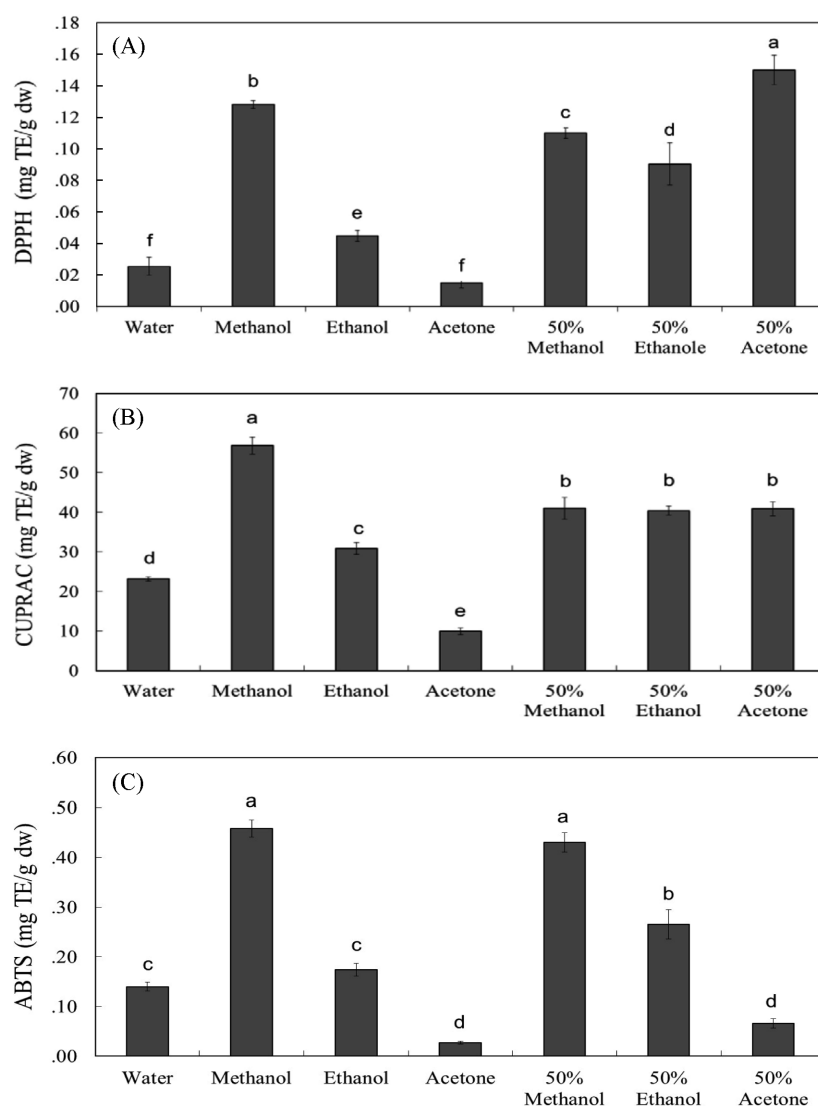 (A)
DPPH (mg TE/g dw)
.18
.16
.14
.12
.10
.08
.06
.04
.02
.00
f
b
e
f
c
d
a
Water Methanol Ethanol Acetone 50% 50% 50%
Methanol Ethanole Acetone
(B)
CUPRAC (mg TE/g dw)
70
60
50
40
30
20
10
0
d
a
c
e
b
b
b
Water Methanol Ethanol Acetone 50% 50% 50%
Methanol Ethanol Acetone
(C)
ABTS (mg TE/g dw)
.60
.50
.40
.30
.20
.10
.00
c
a
c
d
a
b
d
Water Methanol Ethanol Acetone 50% 50% 50%
Methanol Ethanol Acetone